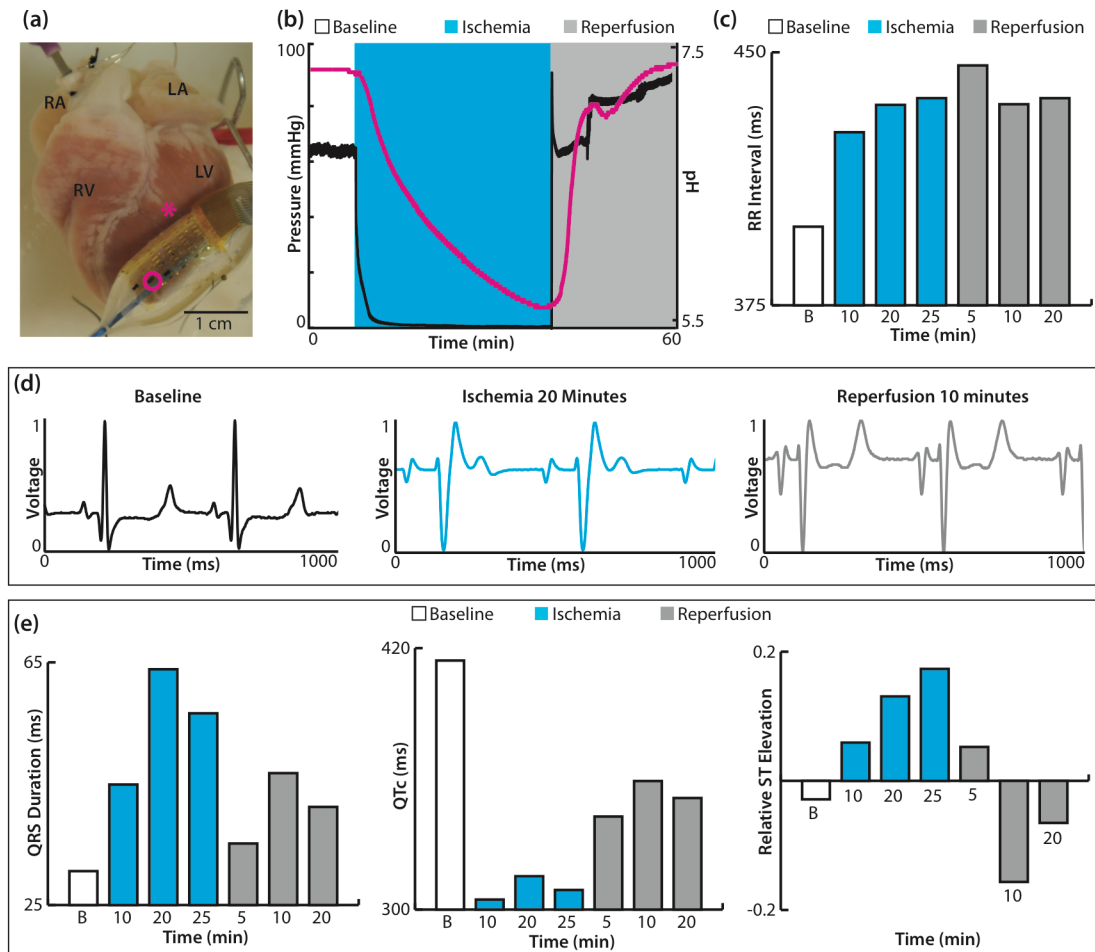 (a)
RA
LA
RV
LV
*
1 cm
(b)
Baseline
Ischemia
Reperfusion
100
Pressure (mmHg)
0
7.5
pH
5.5
0
Time (min)
60
(c)
Baseline
Ischemia
Reperfusion
450
RR Interval (ms)
375
B 10 20 25 5 10 20
Time (min)
(d)
Baseline
1
Voltage
0
0 Time (ms) 1000
Ischemia 20 Minutes
1
Voltage
0
0 Time (ms) 1000
Reperfusion 10 minutes
1
Voltage
0
0 Time (ms) 1000
(e)
Baseline
Ischemia
Reperfusion
65
QRS Duration (ms)
25
B 10 20 25 5 10 20
Time (min)
420
QTc (ms)
300
B 10 20 25 5 10 20
Time (min)
0.2
Relative ST Elevation
-0.2
B 10 20 25 5 10 20
Time (min)